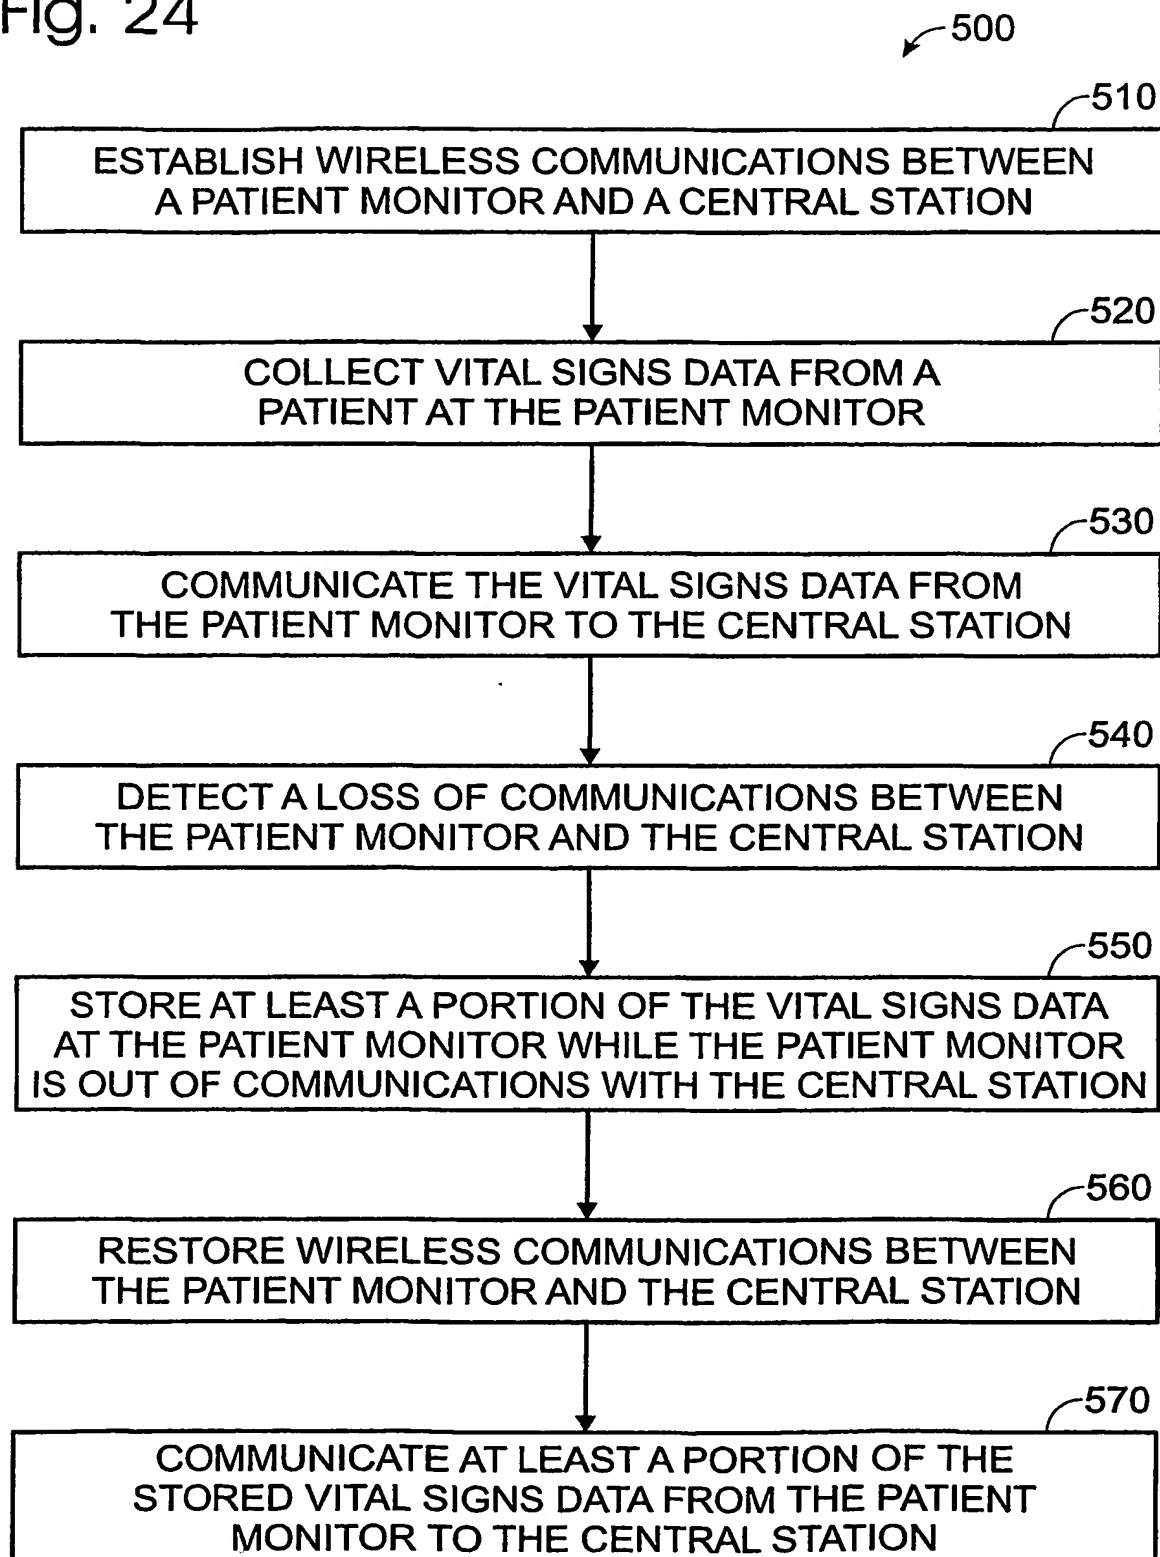 Fig. 24
500
510
ESTABLISH WIRELESS COMMUNICATIONS BETWEEN
A PATIENT MONITOR AND A CENTRAL STATION
520
COLLECT VITAL SIGNS DATA FROM A
PATIENT AT THE PATIENT MONITOR
530
COMMUNICATE THE VITAL SIGNS DATA FROM
THE PATIENT MONITOR TO THE CENTRAL STATION
540
DETECT A LOSS OF COMMUNICATIONS BETWEEN
THE PATIENT MONITOR AND THE CENTRAL STATION
550
STORE AT LEAST A PORTION OF THE VITAL SIGNS DATA
AT THE PATIENT MONITOR WHILE THE PATIENT MONITOR
IS OUT OF COMMUNICATIONS WITH THE CENTRAL STATION
560
RESTORE WIRELESS COMMUNICATIONS BETWEEN
THE PATIENT MONITOR AND THE CENTRAL STATION
570
COMMUNICATE AT LEAST A PORTION OF THE
STORED VITAL SIGNS DATA FROM THE PATIENT
MONITOR TO THE CENTRAL STATION